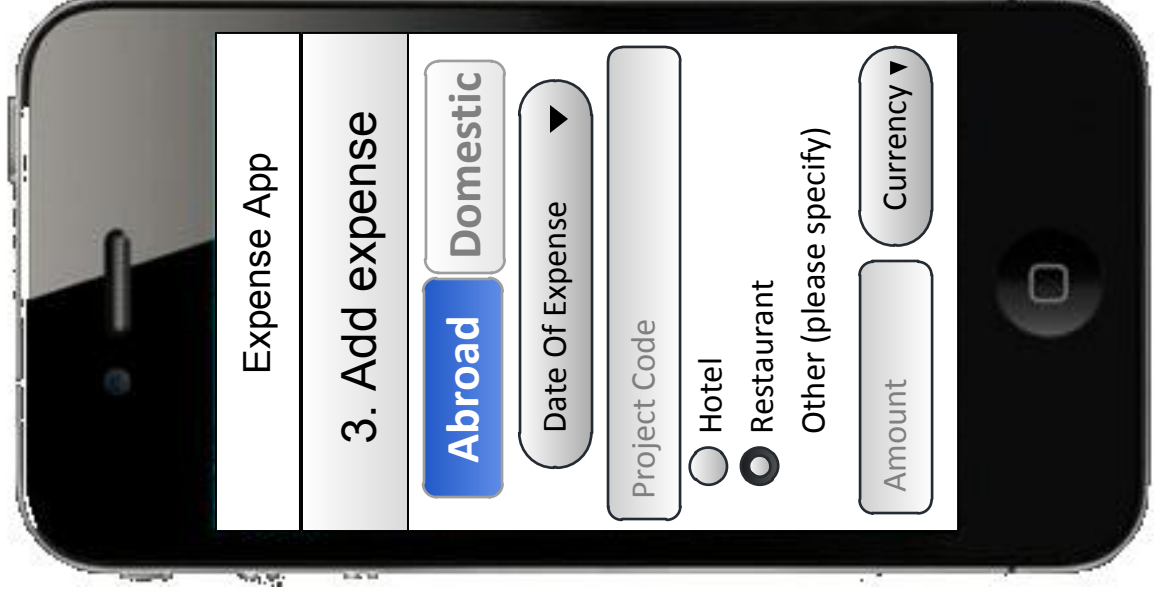 Expense App
3. Add expense
Abroad Domestic
Date Of Expense
Project Code
Hotel
Restaurant
Other (please specify)
Amount Currency